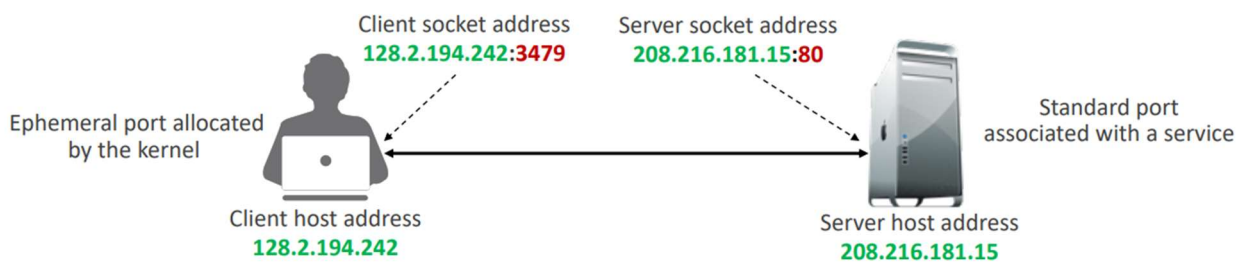 Client socket address
128.2.194.242:3479
Server socket address
208.216.181.15:80
Ephemeral port allocated
by the kernel
Standard port
associated with a service
Client host address
128.2.194.242
Server host address
208.216.181.15